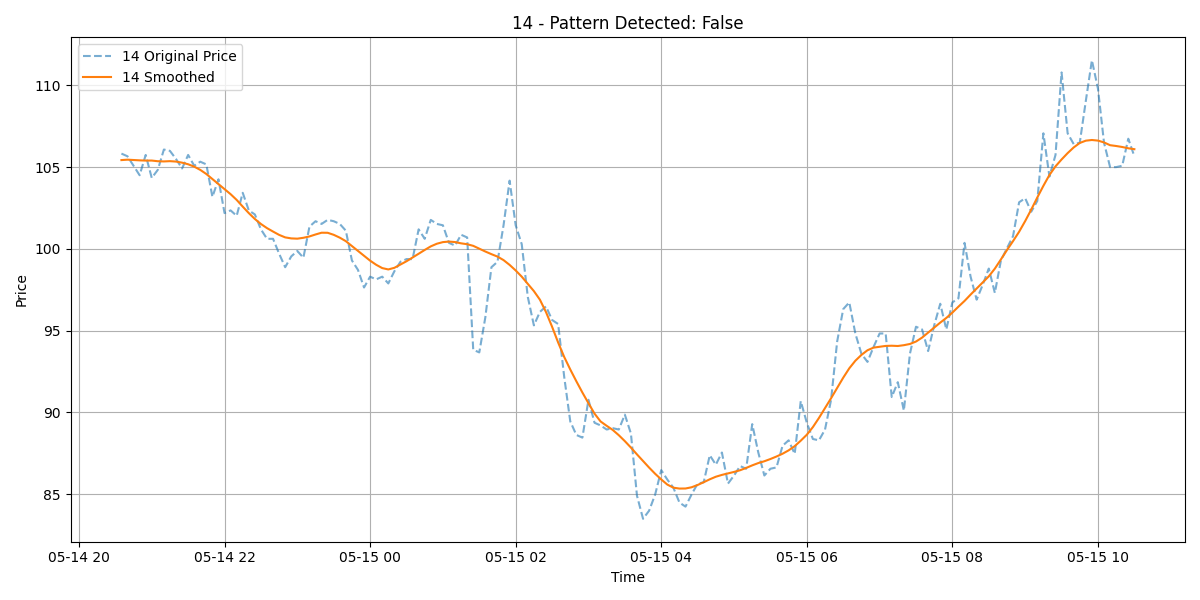 14 - Pattern Detected: False
14 Original Price
14 Smoothed
Price
110
105
100
95
90
85
05-14 20 05-14 22 05-15 00 05-15 02 05-15 04 05-15 06 05-15 08 05-15 10
Time